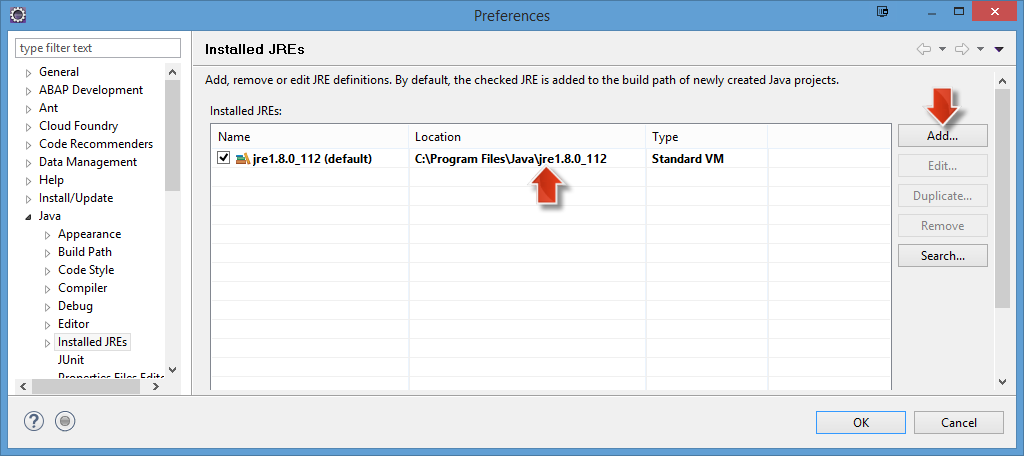 Preferences
type filter text
General
ABAP Development
Ant
Cloud Foundry
Code Recommenders
Data Management
Help
Install/Update
Java
Appearance
Build Path
Code Style
Compiler
Debug
Editor
Installed JREs
JUnit
Properties Files Edito
Installed JREs
Add, remove or edit JRE definitions. By default, the checked JRE is added to the build path of newly created Java projects.
Installed JREs:
Name Location Type
jre1.8.0_112 (default) C:\Program Files\Java\jre1.8.0_112 Standard VM
Add...
Edit...
Duplicate...
Remove
Search...
OK Cancel